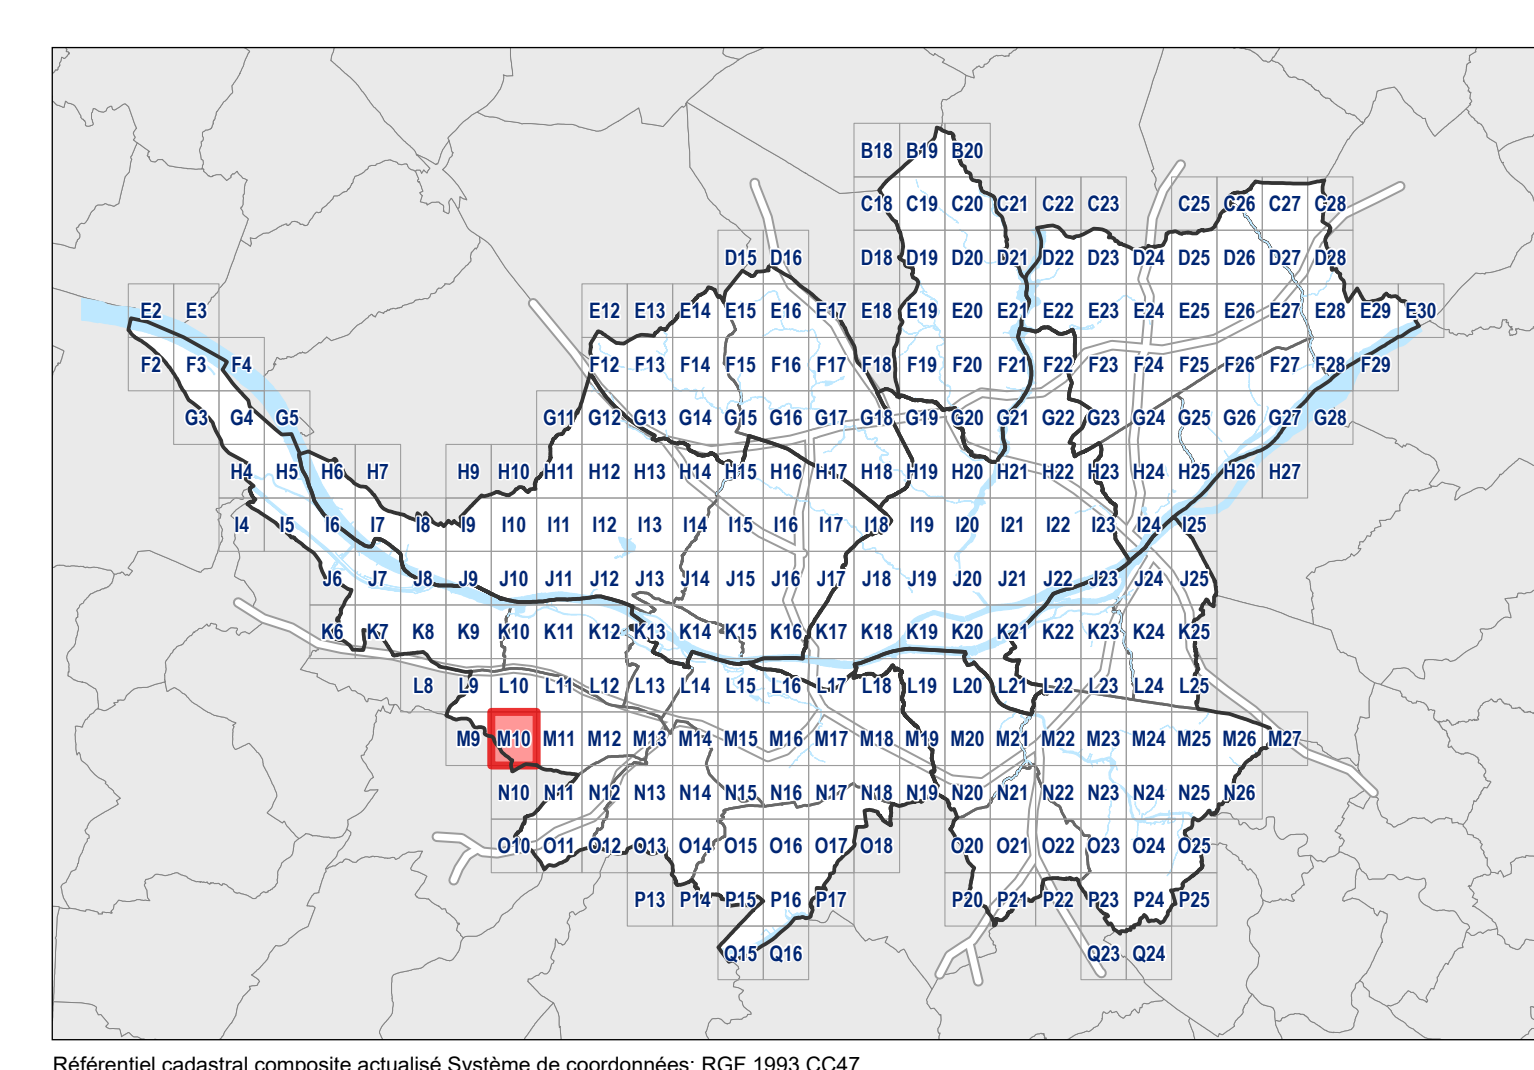 B18 B19 B20
C18 C19 C20 C21 C22 C23 C25 C26 C27 C28
D15 D16 D18 D19 D20 D21 D22 D23 D24 D25 D26 D27 D28
E2 E3 E12 E13 E14 E15 E16 E17 E18 E19 E20 E21 E22 E23 E24 E25 E26 E27 E28 E29 E30
F2 F3 F4 F12 F13 F14 F15 F16 F17 F18 F19 F20 F21 F22 F23 F24 F25 F26 F27 F28 F29
G3 G4 G5 G11 G12 G13 G14 G15 G16 G17 G18 G19 G20 G21 G22 G23 G24 G25 G26 G27 G28
H4 H5 H6 H7 H9 H10 H11 H12 H13 H14 H15 H16 H17 H18 H19 H20 H21 H22 H23 H24 H25 H26 H27
I4 I5 I6 I7 I8 I9 I10 I11 I12 I13 I14 I15 I16 I17 I18 I19 I20 I21 I22 I23 I24 I25
J6 J7 J8 J9 J10 J11 J12 J13 J14 J15 J16 J17 J18 J19 J20 J21 J22 J23 J24 J25
K6 K7 K8 K9 K10 K11 K12 K13 K14 K15 K16 K17 K18 K19 K20 K21 K22 K23 K24 K25
L8 L9 L10 L11 L12 L13 L14 L15 L16 L17 L18 L19 L20 L21 L22 L23 L24 L25
M9 M10 M11 M12 M13 M14 M15 M16 M17 M18 M19 M20 M21 M22 M23 M24 M25 M26 M27
N10 N11 N12 N13 N14 N15 N16 N17 N18 N19 N20 N21 N22 N23 N24 N25 N26
O10 O11 O12 O13 O14 O15 O16 O17 O18 O20 O21 O22 O23 O24 O25
P13 P14 P15 P16 P17 P20 P21 P22 P23 P24 P25
Q15 Q16 Q23 Q24
Référentiel cadastral composite actualisé Système de coordonnées: RGF 1993 CC47